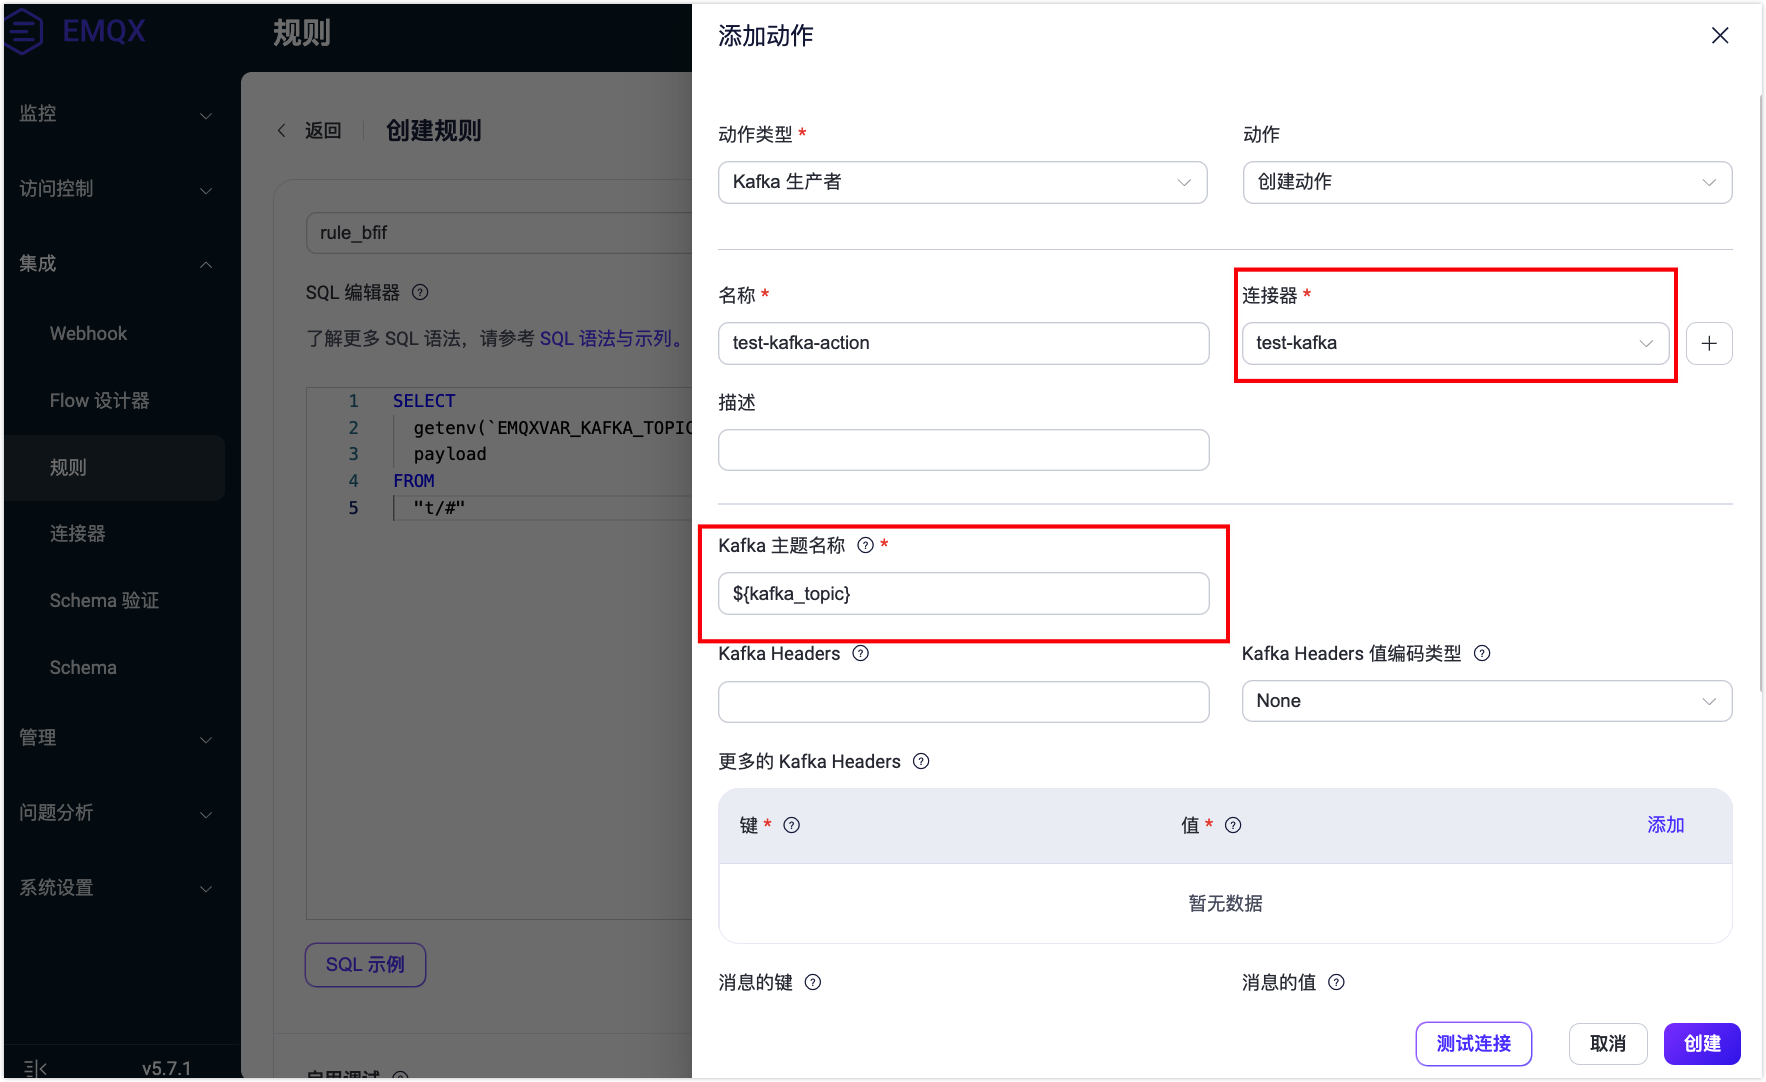 EMQX
规则
添加动作
监控
访问控制
集成
Webhook
Flow 设计器
规则
连接器
Schema 验证
Schema
管理
问题分析
系统设置
v5.7.1
返回
创建规则
rule_bfif
SQL 编辑器
了解更多 SQL 语法，请参考 SQL 语法与示列。
1 SELECT
2 getenv(`EMQXVAR_KAFKA_TOPIC
3 payload
4 FROM
5 "t/#"
SQL 示例
启用调试
动作类型 *
动作
Kafka 生产者
创建动作
名称 *
连接器 *
test-kafka-action
test-kafka
描述
Kafka 主题名称 *
${kafka_topic}
Kafka Headers
Kafka Headers 值编码类型
None
更多的 Kafka Headers
键 *
值 *
添加
暂无数据
消息的键
消息的值
测试连接
取消
创建